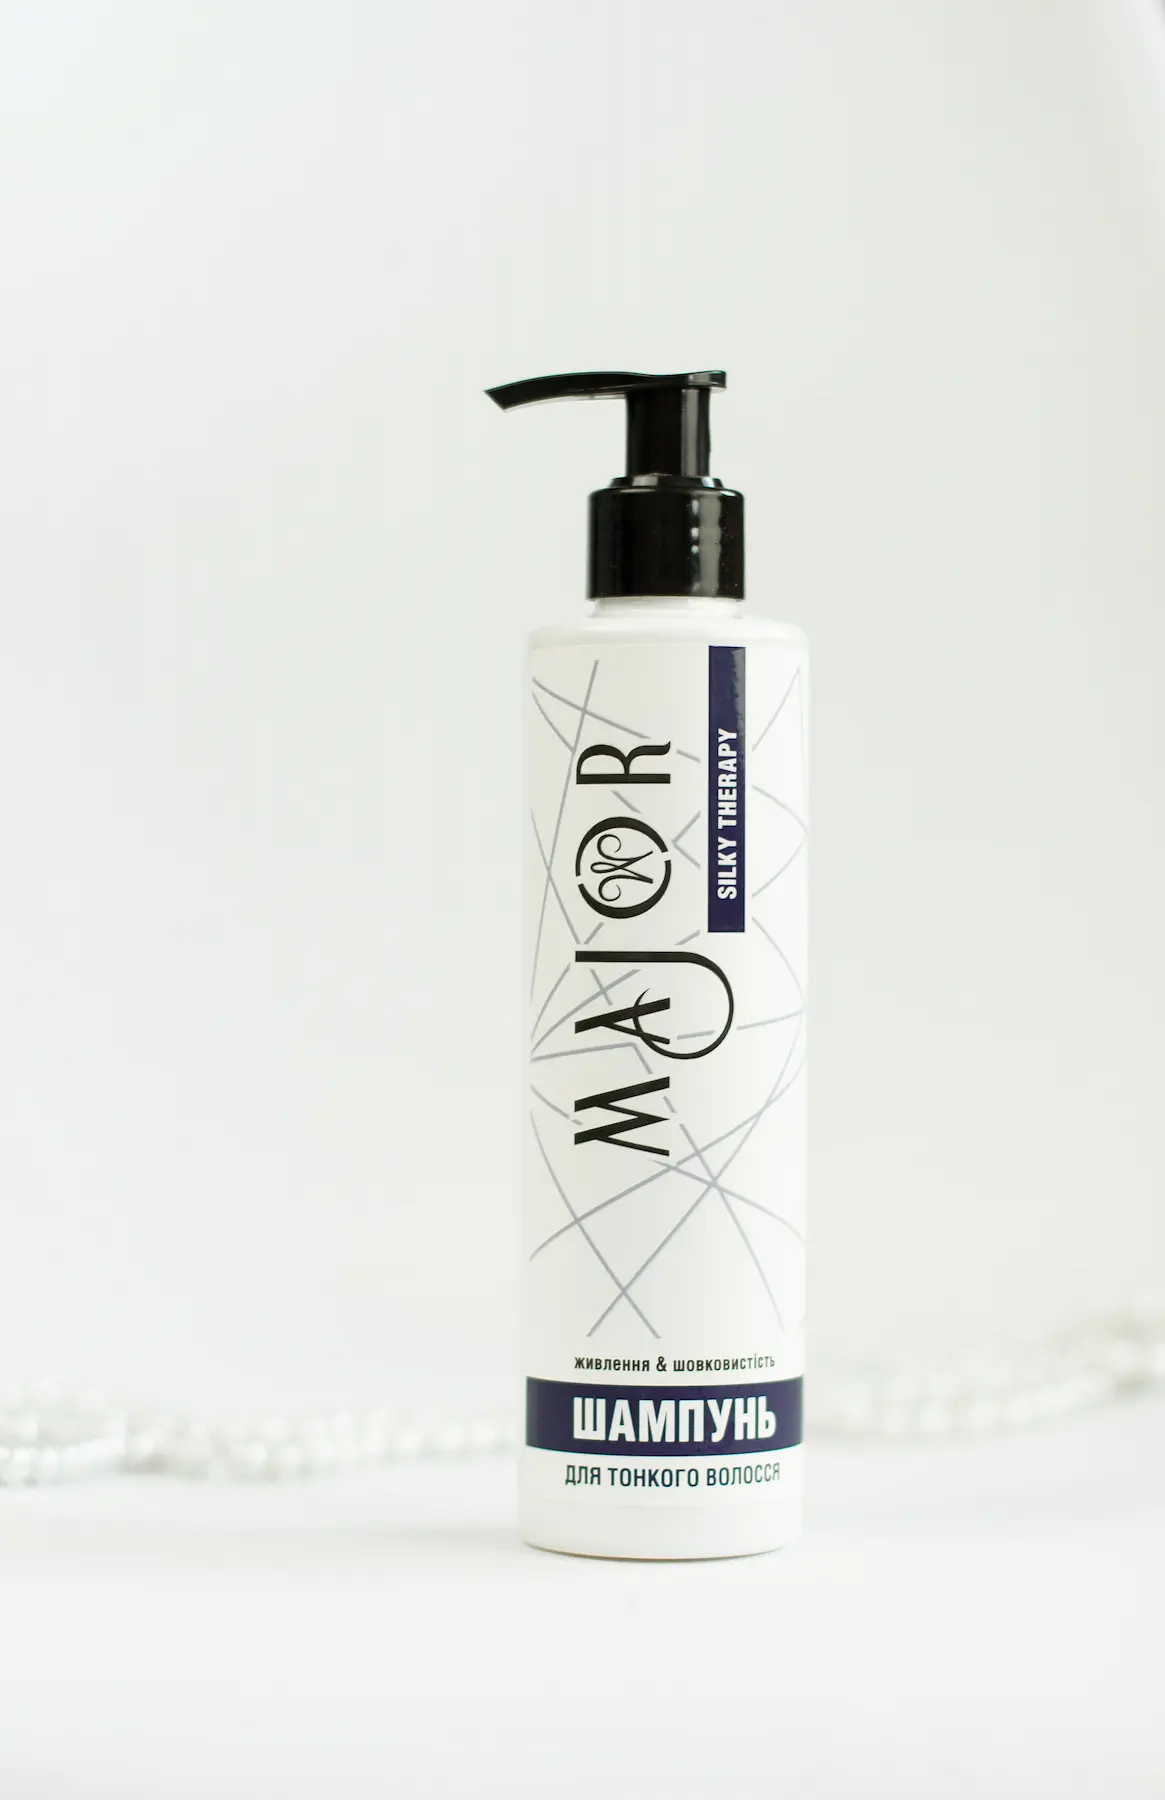 MAJOR
SILKY THERAPY
живлення & шовковистість
ШАМПУНЬ
ДЛЯ ТОНКОГО ВОЛОССЯ